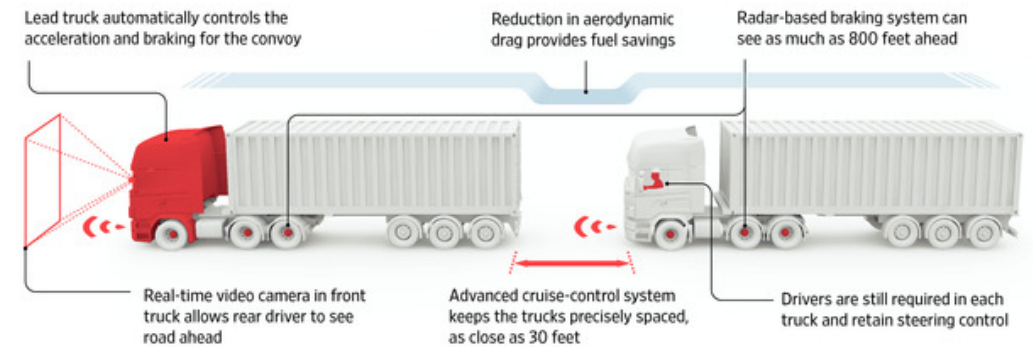 Lead truck automatically controls the
acceleration and braking for the convoy
Reduction in aerodynamic
drag provides fuel savings
Radar-based braking system can
see as much as 800 feet ahead
Real-time video camera in front
truck allows rear driver to see
road ahead
Advanced cruise-control system
keeps the trucks precisely spaced,
as close as 30 feet
Drivers are still required in each
truck and retain steering control